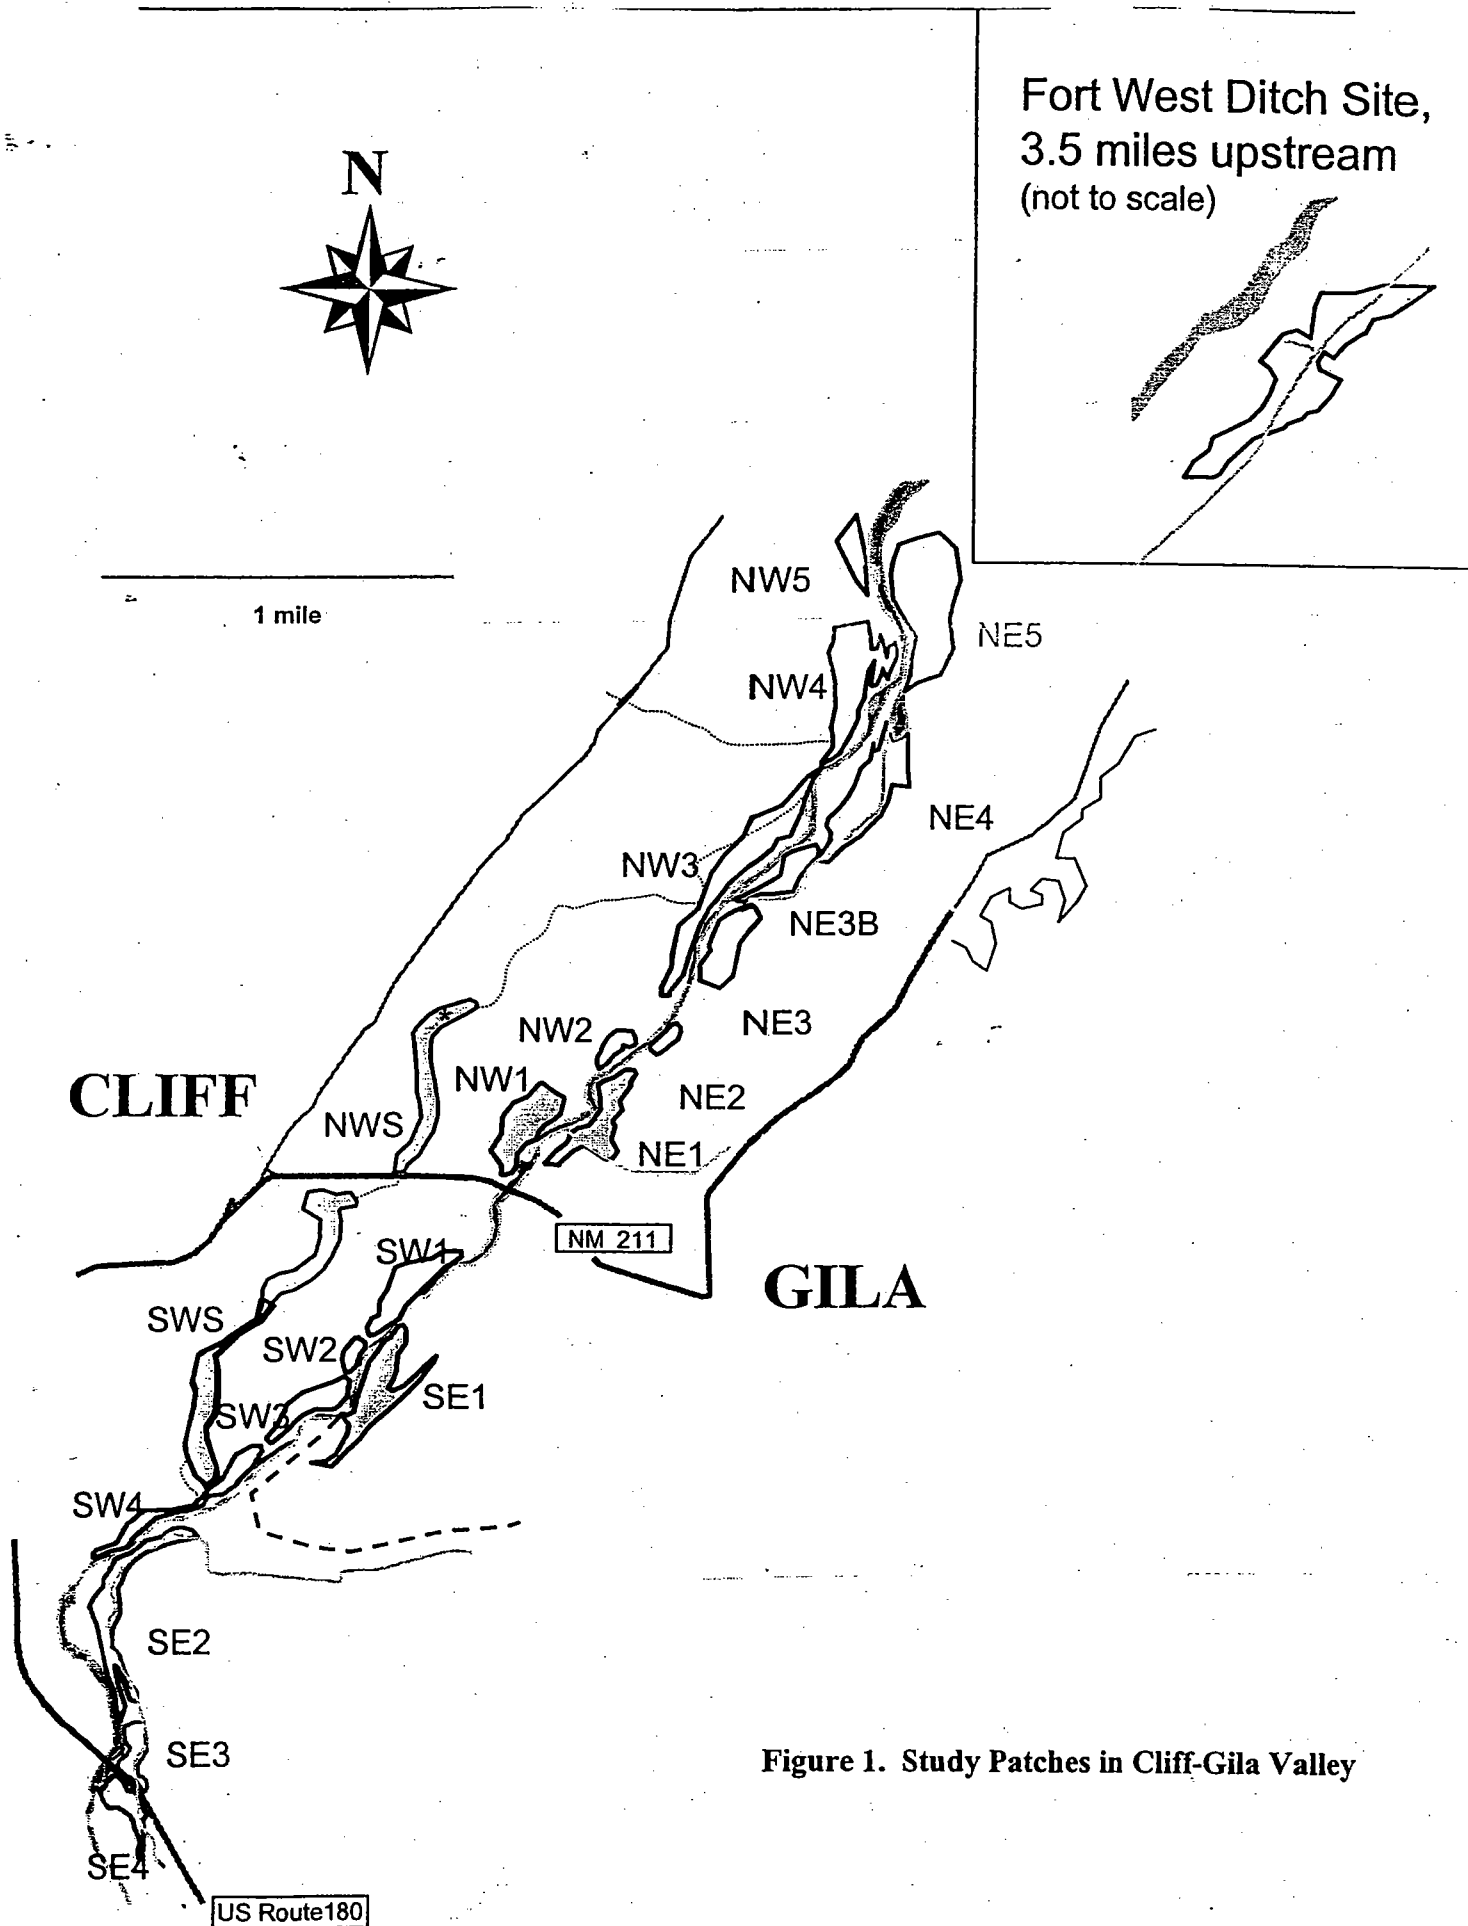 Fort West Ditch Site,
3.5 miles upstream
(not to scale)
N
1 mile
NW5
NE5
NW4
NE4
NW3
NE3B
NW2
NE3
CLIFF
NW1
NE2
NWS
NE1
NM 211
SW1
GILA
SWS
SW2
SE1
SW3
SW4
SE2
SE3
Figure 1. Study Patches in Cliff-Gila Valley
SE4
US Route180